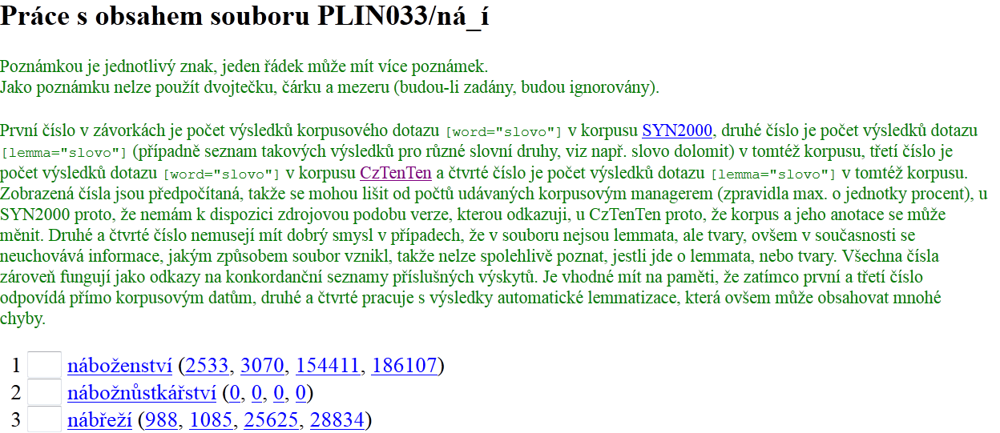 Práce s obsahem souboru PLIN033/ná_í
Poznámkou je jednotlivý znak, jeden řádek může mít více poznámek.
Jako poznámku nelze použít dvojtečku, čárku a mezeru (budou-li zadány, budou ignorovány).
První číslo v závorkách je počet výsledků korpusového dotazu [word="slovo"] v korpusu SYN2000, druhé číslo je počet výsledků dotazu
[lemma="slovo"] (případně seznam takových výsledků pro různé slovní druhy, viz např. slovo dolomit) v tomtéž korpusu, třetí číslo je
počet výsledků dotazu [word="slovo"] v korpusu CzTenTen a čtvrté číslo je počet výsledků dotazu [lemma="slovo"] v tomtéž korpusu.
Zobrazená čísla jsou předpočítaná, takže se mohou lišit od počtů udávaných korpusovým managerem (zpravidla max. o jednotky procent), u
SYN2000 proto, že nemám k dispozici zdrojovou podobu verze, kterou odkazuji, u CzTenTen proto, že korpus a jeho anotace se může
měnit. Druhé a čtvrté číslo nemusejí mít dobrý smysl v případech, že v souboru nejsou lemmata, ale tvary, ovšem v současnosti se
neuchovává informace, jakým způsobem soubor vznikl, takže nelze spolehlivě poznat, jestli jde o lemmata, nebo tvary. Všechna čísla
zároveň fungují jako odkazy na konkordanční seznamy příslušných výskytů. Je vhodné mít na paměti, že zatímco první a třetí číslo
odpovídá přímo korpusovým datům, druhé a čtvrté pracuje s výsledky automatické lemmatizace, která ovšem může obsahovat mnohé
chyby.
1 náboženství (2533, 3070, 154411, 186107)
2 nábožnůstkářství (0, 0, 0, 0)
3 nábřeží (988, 1085, 25625, 28834)